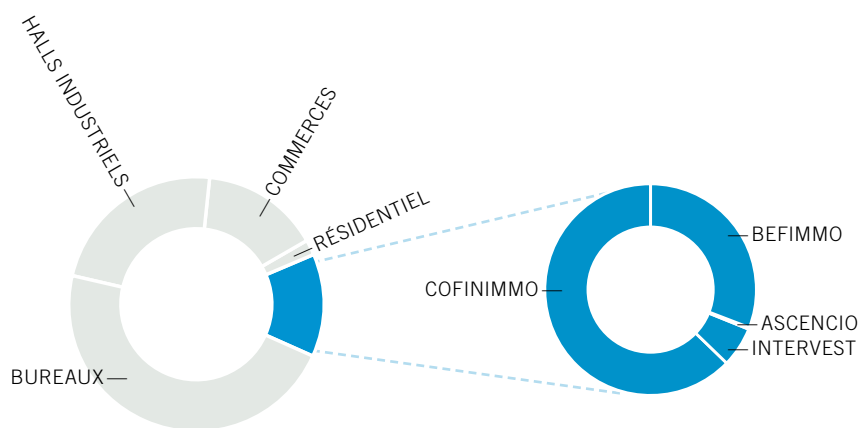 HALLS INDUSTRIELS
COMMERCES
RÉSIDENTIEL
BUREAUX
BEFIMMO
COFINIMMO
ASCENCIO
INTERVEST